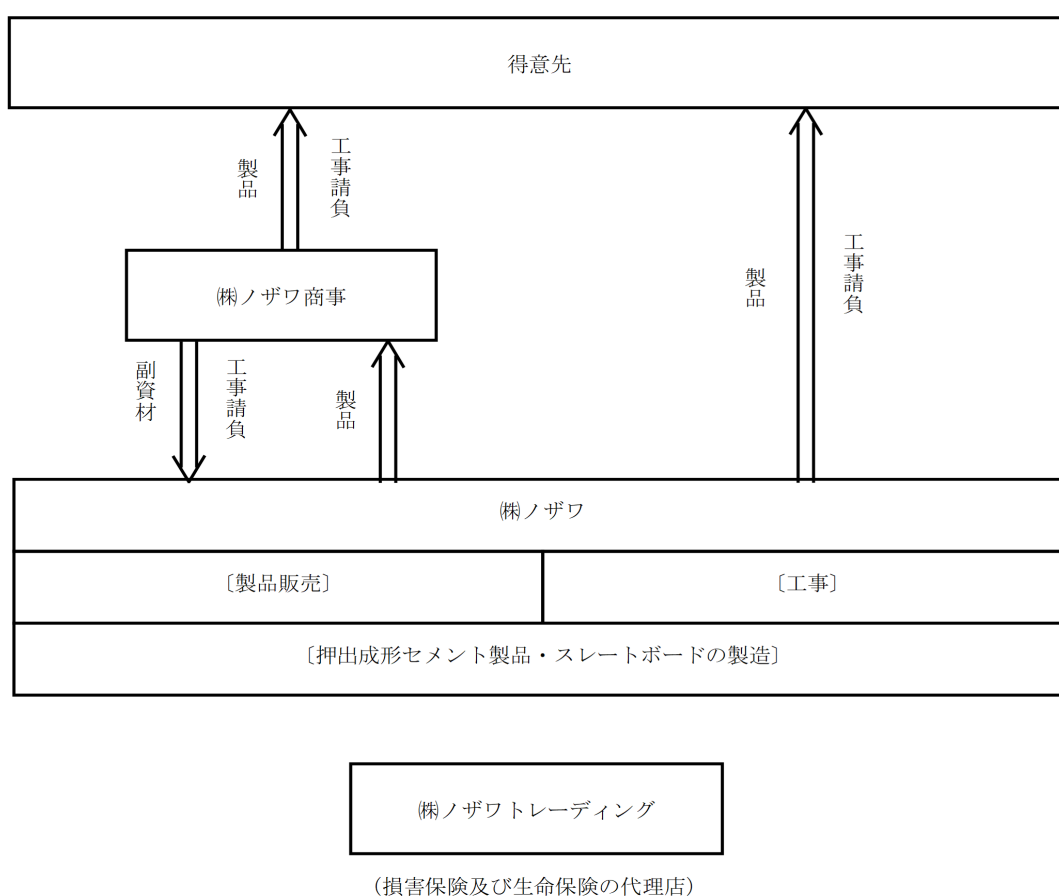 得意先
製品
工事請負
製品
工事請負
㈱ノザワ商事
副資材
工事請負
製品
㈱ノザワ
〔製品販売〕
〔工事〕
〔押出成形セメント製品・スレートボードの製造〕
㈱ノザワトレーディング
（損害保険及び生命保険の代理店）